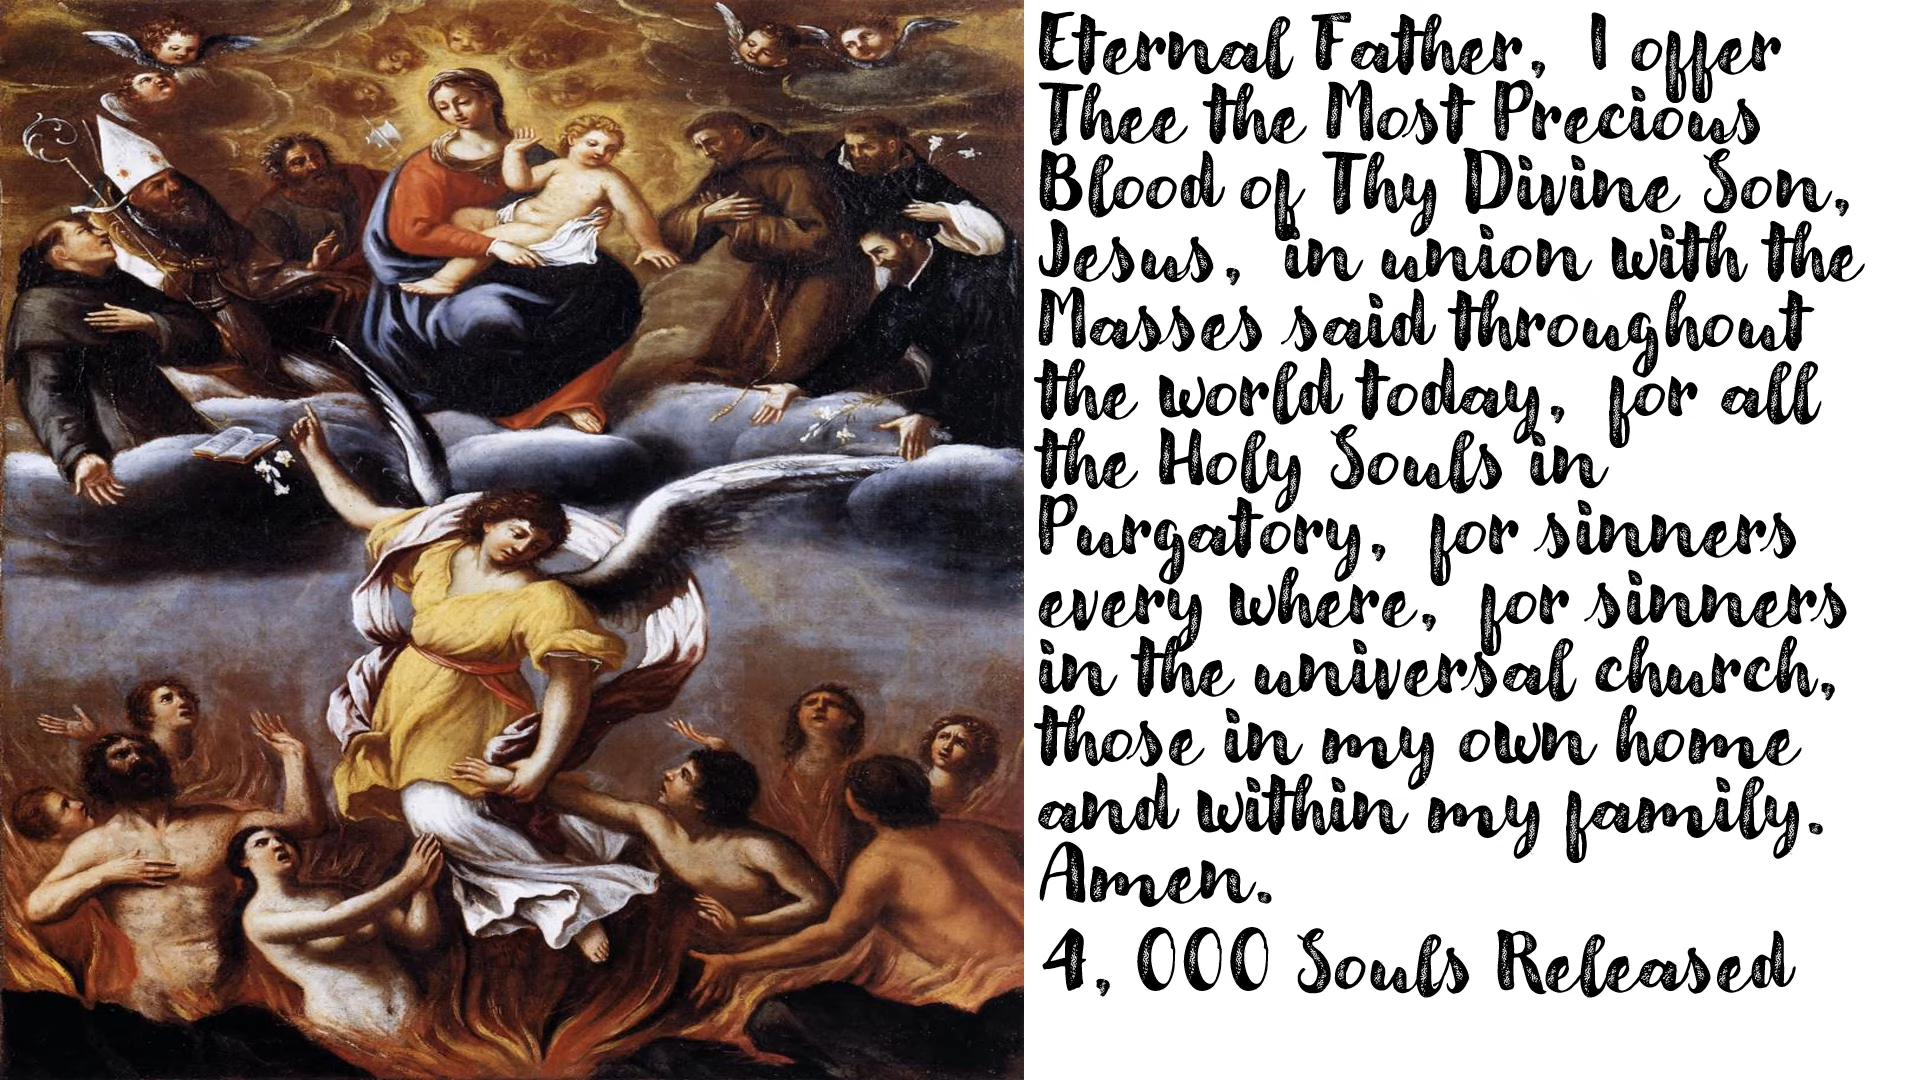 Eternal Father, I offer
Thee the Most Precious
Blood of Thy Divine Son,
Jesus, in union with the
Masses said throughout
the world today, for all
the Holy Souls in
Purgatory, for sinners
every where, for sinners
in the universal church,
those in my own home
and within my family.
Amen.
4,000 Souls Released